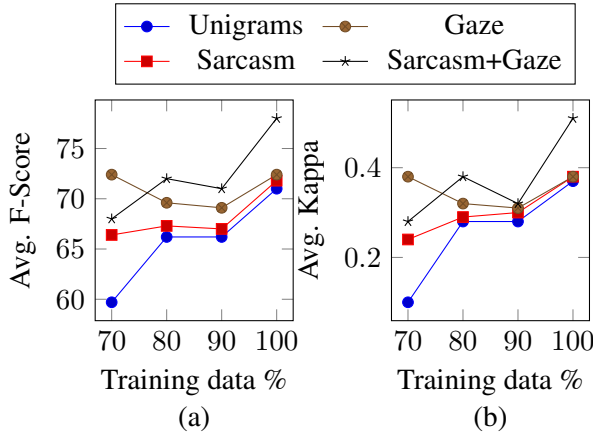 Unigrams Gaze
Sarcasm Sarcasm+Gaze
75
70
65
60
Avg. F-Score
70 80 90 100
Training data %
(a)
0.4
0.2
Avg. Kappa
70 80 90 100
Training data %
(b)